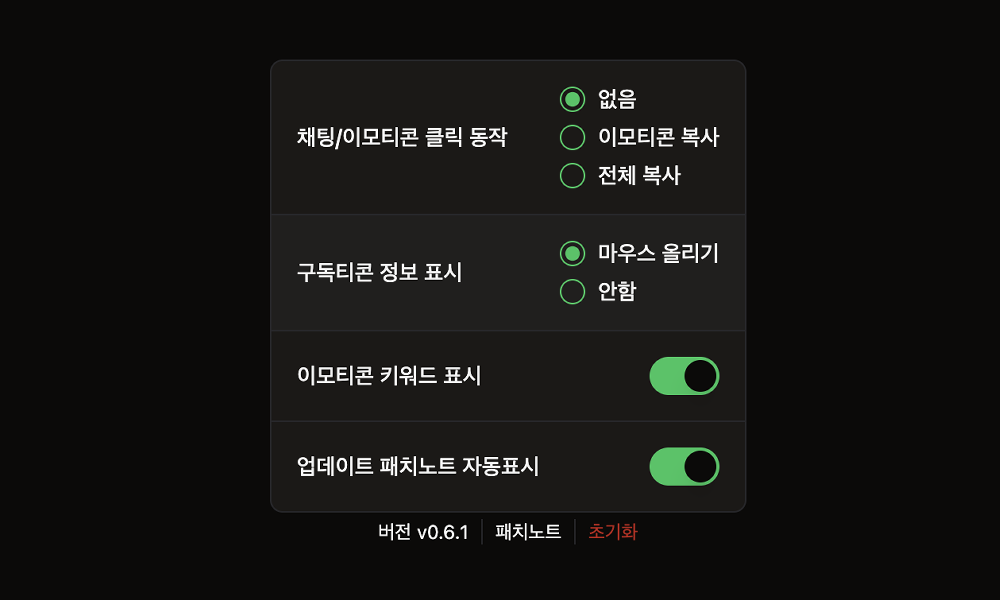 채팅/이모티콘 클릭 동작
없음
이모티콘 복사
전체 복사
구독티콘 정보 표시
마우스 올리기
안함
이모티콘 키워드 표시
업데이트 패치노트 자동표시
버전 v0.6.1 패치노트 초기화